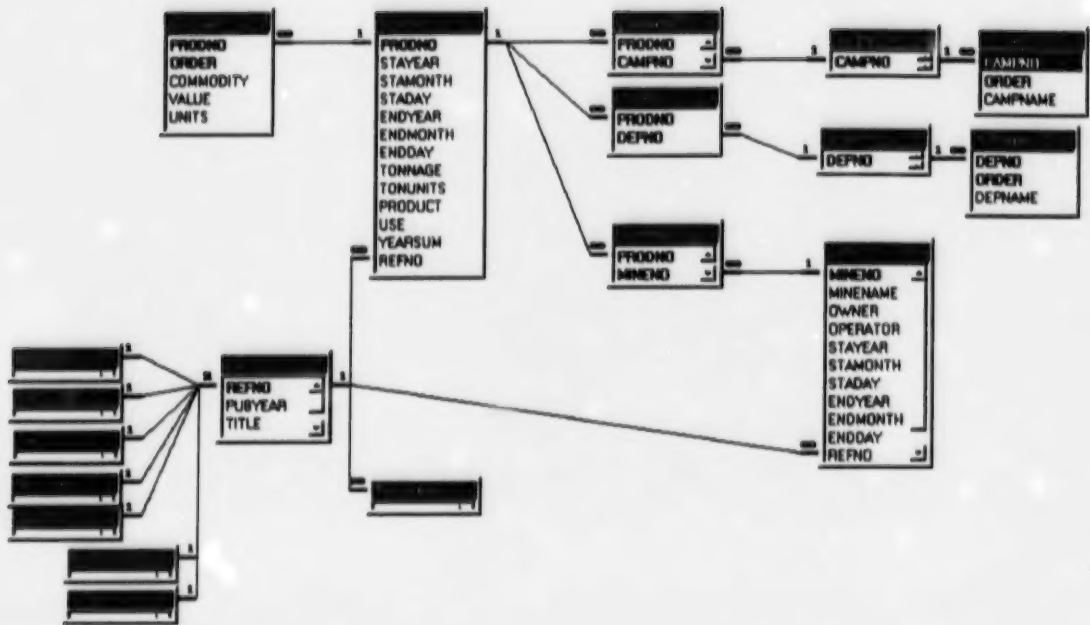 PRODNO
ORDER
COMMODITY
VALUE
UNITS
PRODNO
STAYEAR
STAMONTH
STADAY
ENDYEAR
ENDMONTH
ENDDAY
TONNAGE
TONUNITS
PRODUCT
USE
YEARSUM
REFNO
PRODNO
CAMPNO
CAMPNO
CAMPNO
ORDER
CAMPNAME
PRODNO
DEPNO
DEPNO
DEPNO
ORDER
DEPNAME
PRODNO
MINENO
MINENO
MINENAME
OWNER
OPERATOR
STAYEAR
STAMONTH
STADAY
ENDYEAR
ENDMONTH
ENDDAY
REFNO
REFNO
PUBYEAR
TITLE